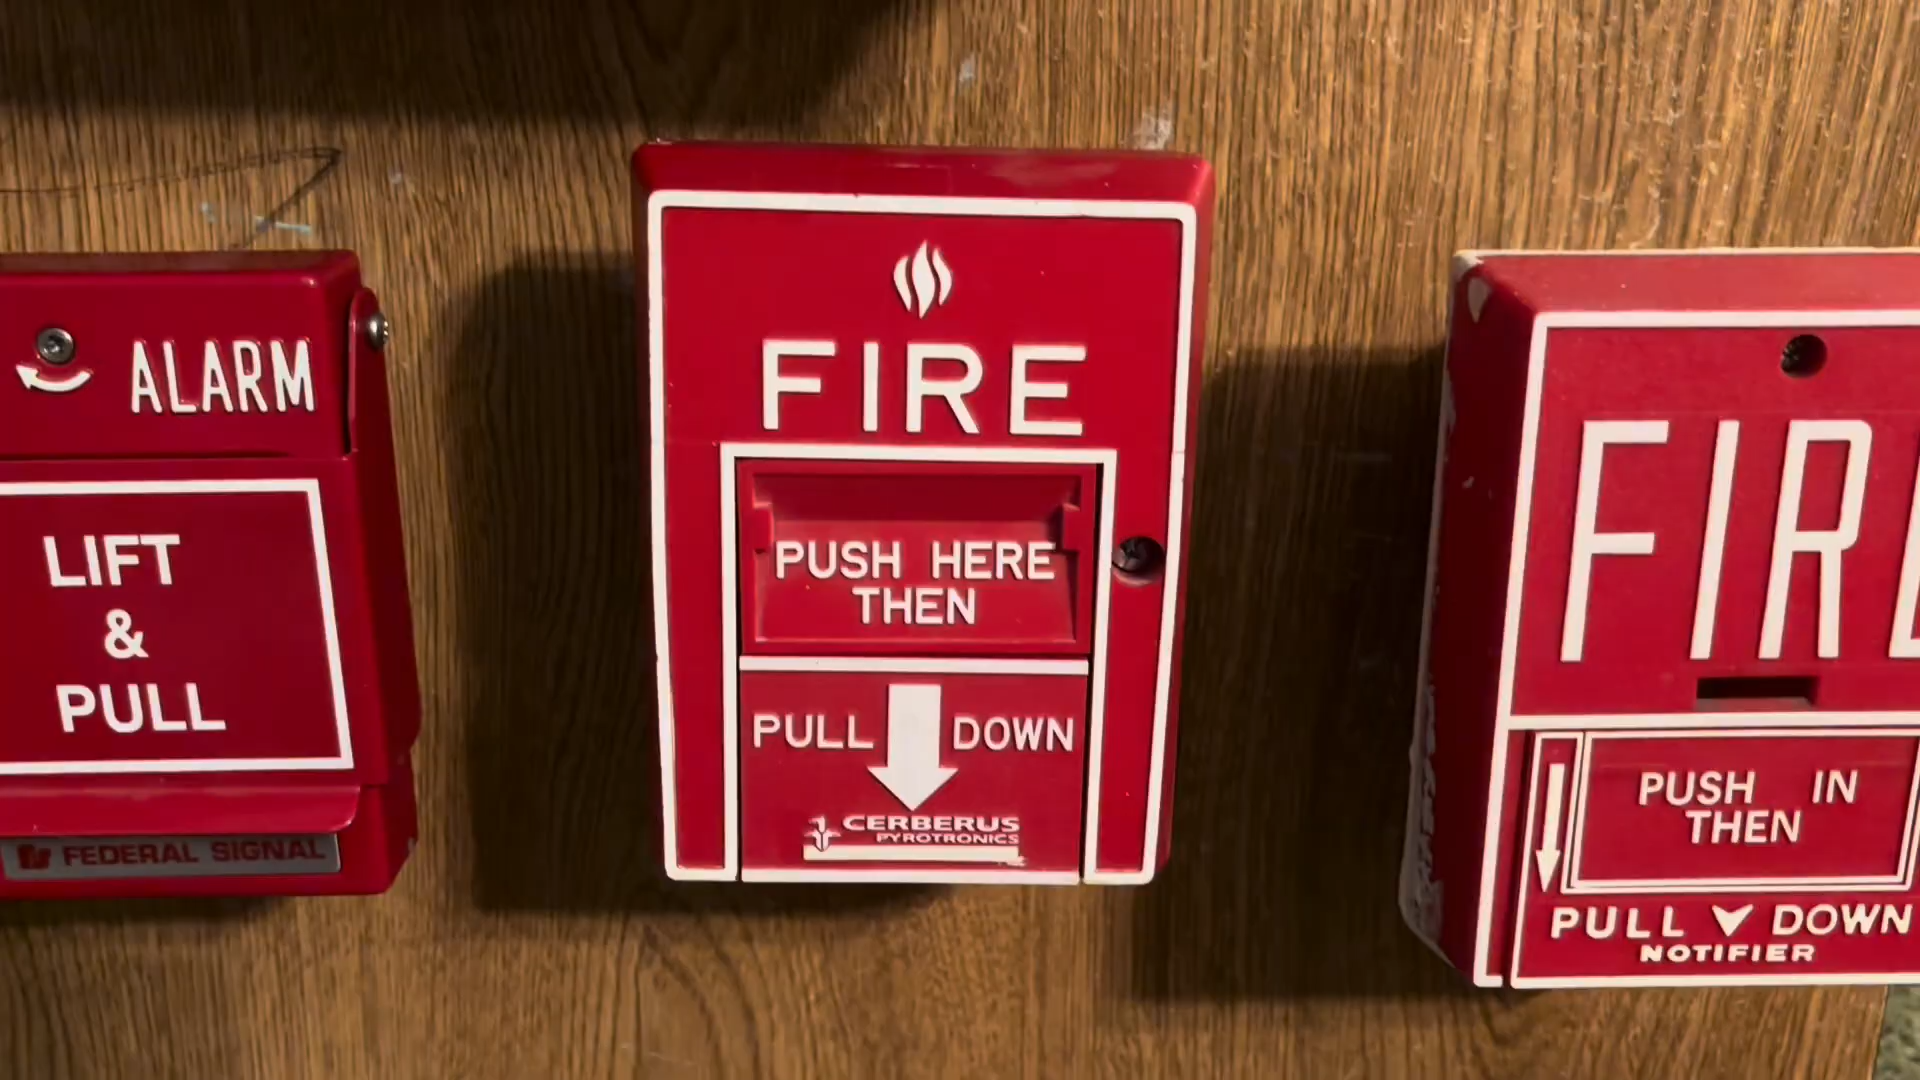 ALARM
LIFT
&
PULL
FEDERAL SIGNAL
FIRE
PUSH HERE
THEN
PULL DOWN
CERBERUS
PYROTRONICS
FIRE
PUSH IN
THEN
PULL DOWN
NOTIFIER